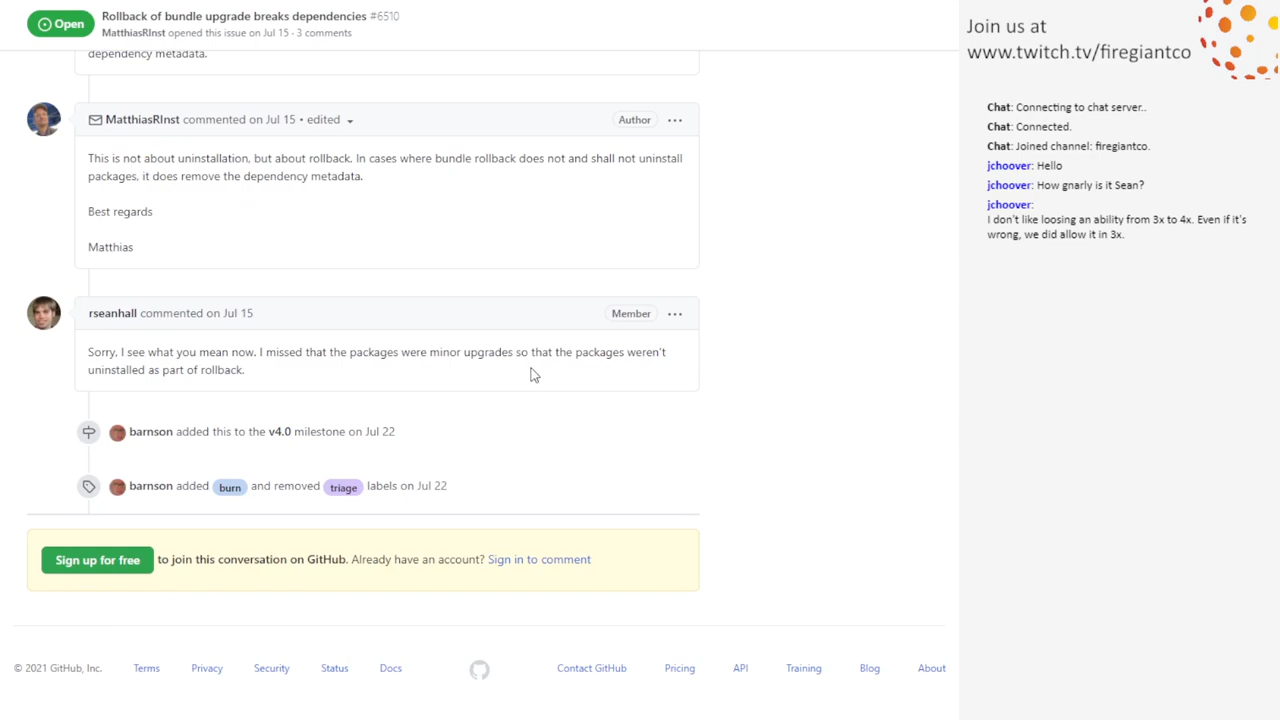 Open
Rollback of bundle upgrade breaks dependencies #6510
MatthiasRInst opened this issue on Jul 15 · 3 comments
dependency metadata.
MatthiasRInst commented on Jul 15 • edited
Author
This is not about uninstallation, but about rollback. In cases where bundle rollback does not and shall not uninstall
packages, it does remove the dependency metadata.
Best regards
Matthias
rseanhall commented on Jul 15
Member
Sorry, I see what you mean now. I missed that the packages were minor upgrades so that the packages weren't
uninstalled as part of rollback.
barnson added this to the v4.0 milestone on Jul 22
barnson added burn and removed triage labels on Jul 22
Sign up for free to join this conversation on GitHub. Already have an account? Sign in to comment
© 2021 GitHub, Inc. Terms Privacy Security Status Docs Contact GitHub Pricing API Training Blog About
Join us at
www.twitch.tv/firegiantco
Chat: Connecting to chat server..
Chat: Connected.
Chat: Joined channel: firegiantco.
jchoover: Hello
jchoover: How gnarly is it Sean?
jchoover:
I don't like loosing an ability from 3x to 4x. Even if it's
wrong, we did allow it in 3x.